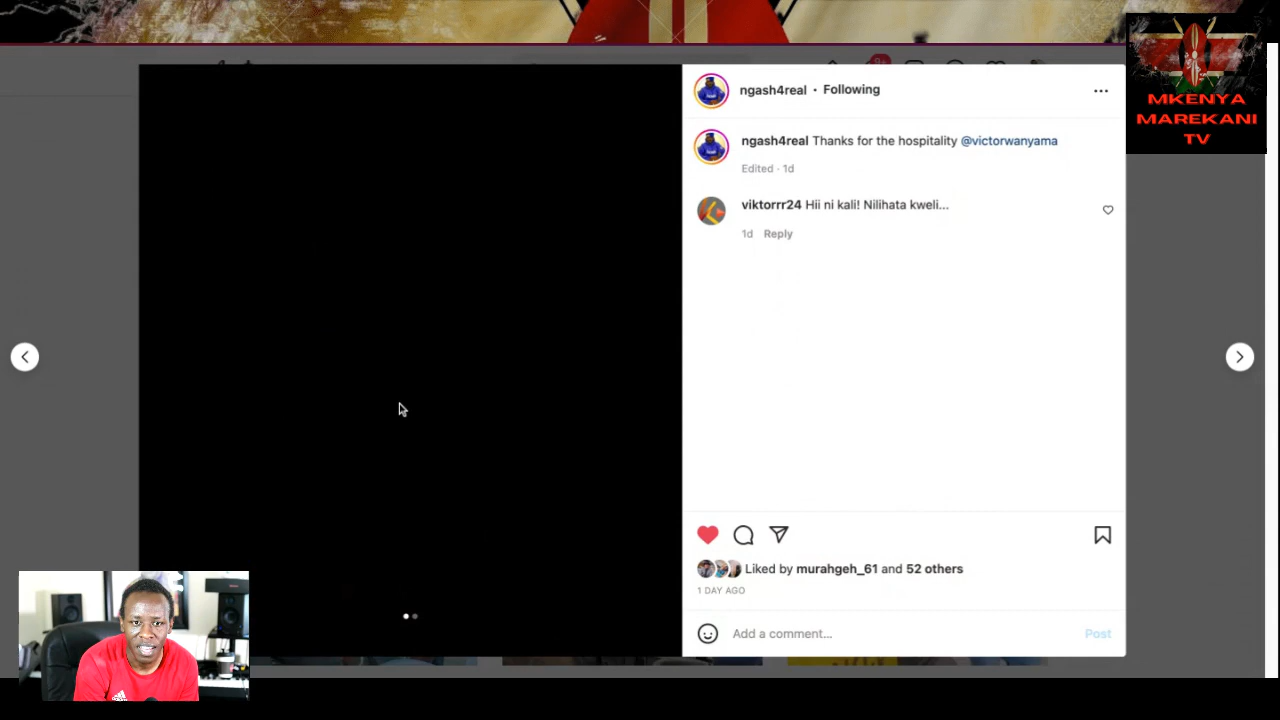 MKENYA
MAREKANI
TV
ngash4real • Following
ngash4real Thanks for the hospitality @victorwanyama
Edited · 1d
viktorrr24 Hii ni kali! Nilihata kweli...
1d Reply
Liked by murahgeh_61 and 52 others
1 DAY AGO
Add a comment...
Post